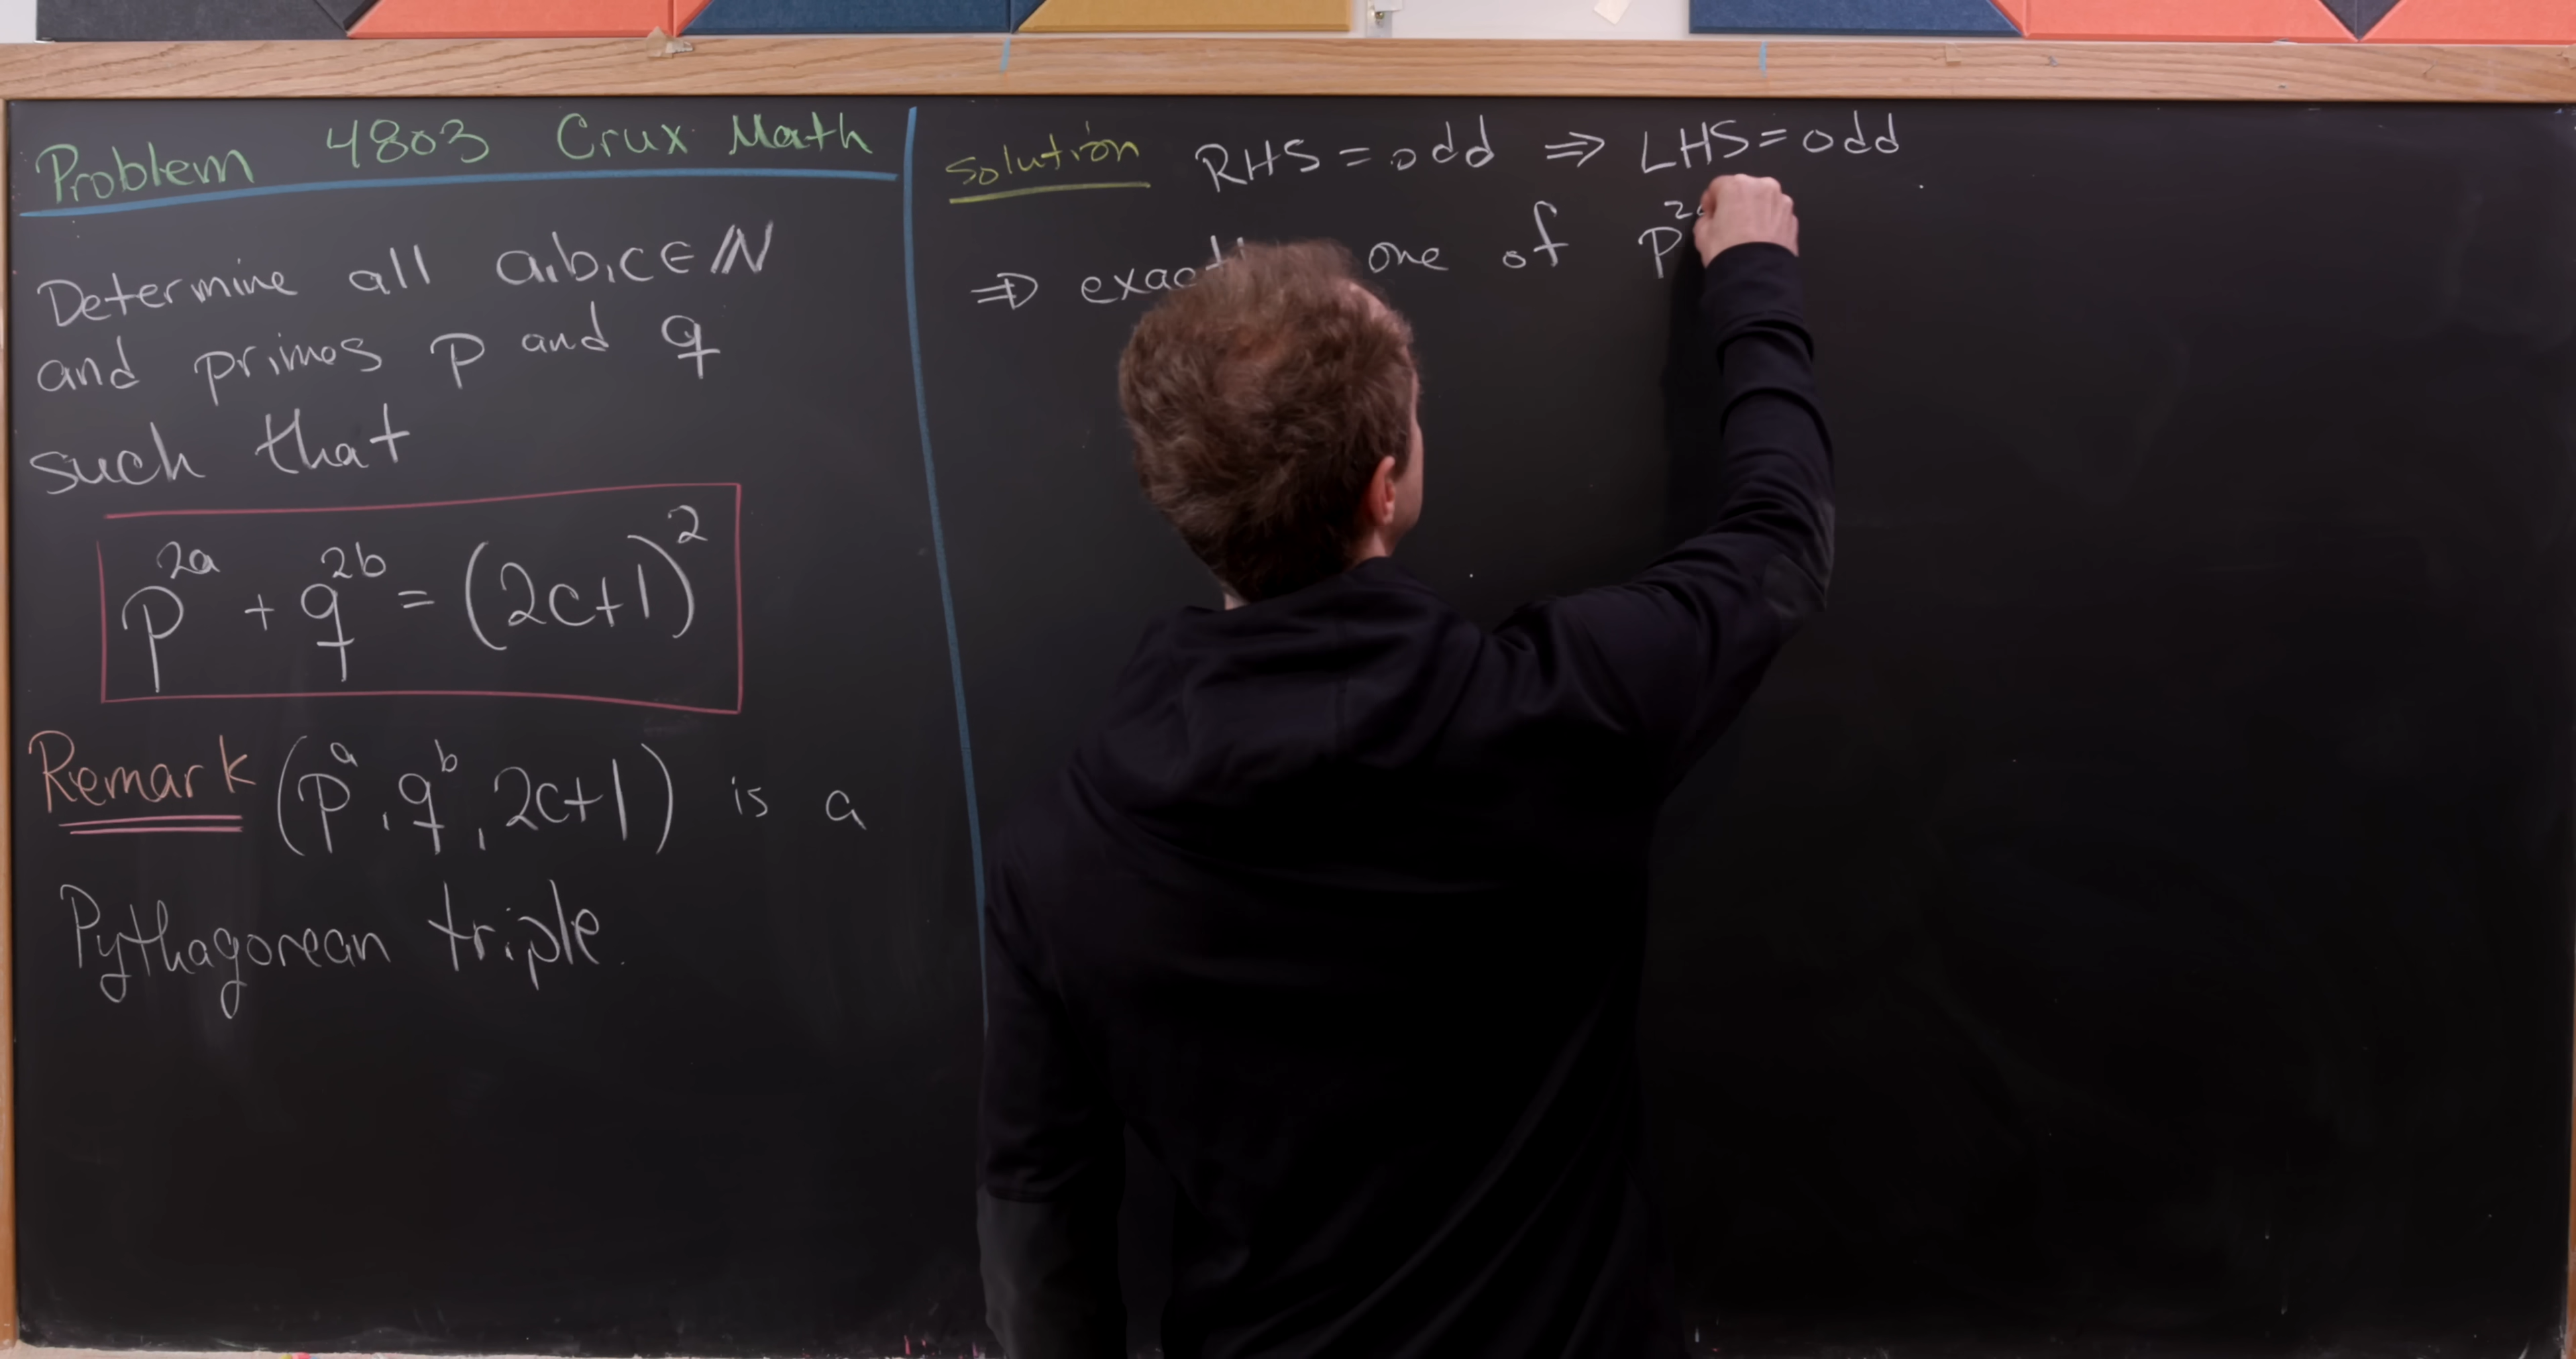 Problem 4803 Crux Math
Determine all a,b,c∈ℕ
and primes p and q
such that
p^{2a} + q^{2b} = (2c+1)^2
Remark (p^a, q^b, 2c+1) is a
Pythagorean triple.
Solution RHS = odd ⇒ LHS = odd
⇒ one of p^2